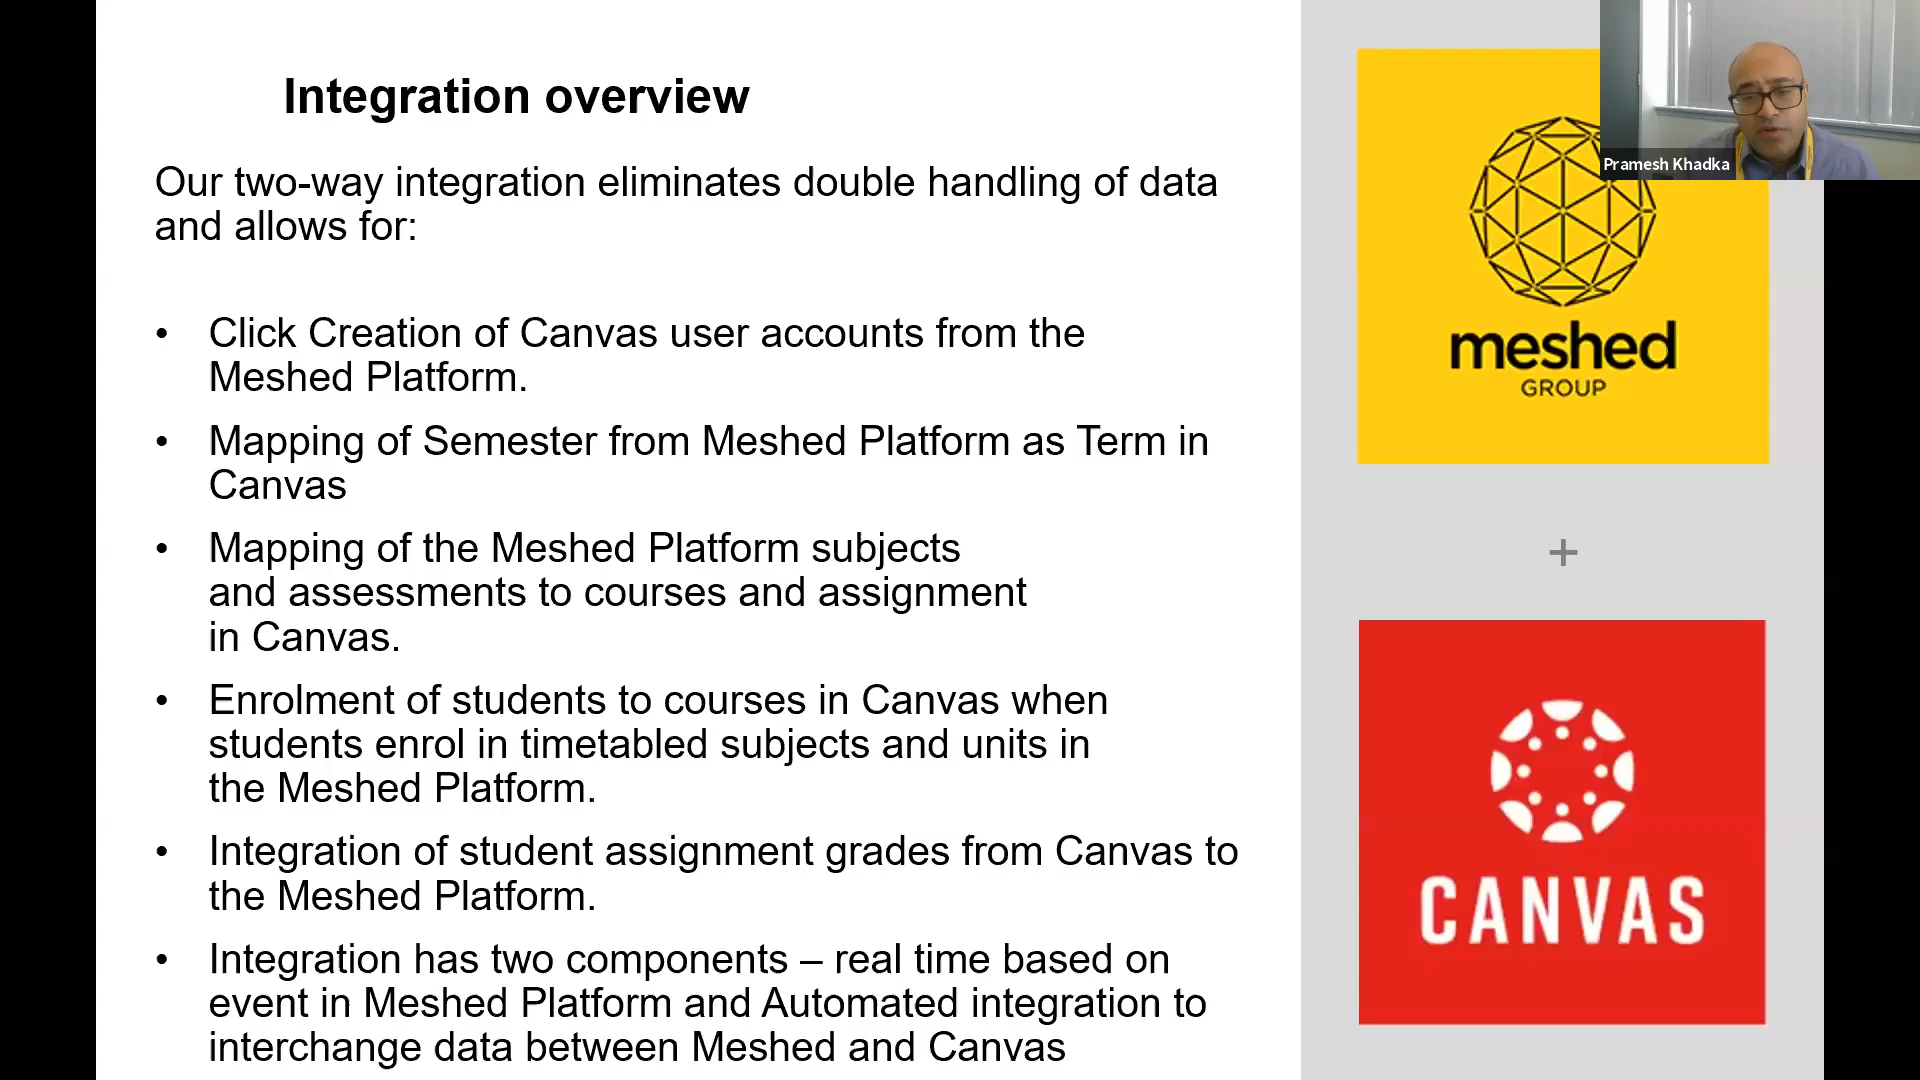 Integration overview
Our two-way integration eliminates double handling of data
and allows for:
• Click Creation of Canvas user accounts from the
Meshed Platform.
• Mapping of Semester from Meshed Platform as Term in
Canvas
• Mapping of the Meshed Platform subjects
and assessments to courses and assignment
in Canvas.
• Enrolment of students to courses in Canvas when
students enrol in timetabled subjects and units in
the Meshed Platform.
• Integration of student assignment grades from Canvas to
the Meshed Platform.
• Integration has two components – real time based on
event in Meshed Platform and Automated integration to
interchange data between Meshed and Canvas
Pramesh Khadka
meshed
GROUP
+
CANVAS